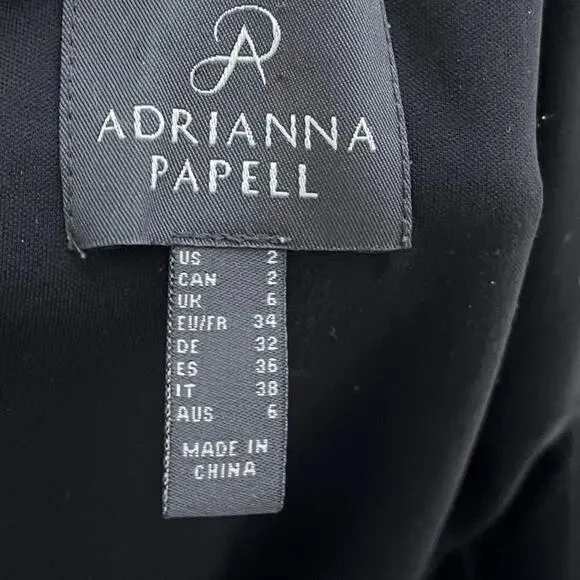 ADRIANNA
PAPELL
US 2
CAN 2
UK 6
EU/FR 34
DE 32
ES 36
IT 38
AUS 6
MADE IN
CHINA